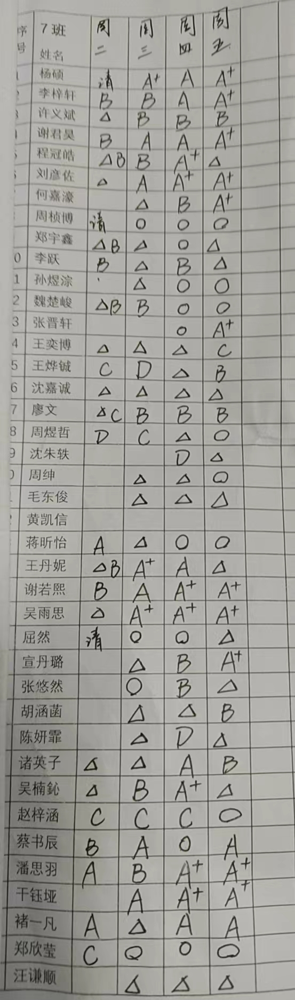 序号 7班 姓名 周二 周三 周四 周五
1 杨硕 请 A+ A A+
2 李梓轩 B B A A+
3 许义斌 △ B B B
4 谢君昊 B A A A+
5 程冠皓 △B B A+ △
6 刘彦佐 △ A A+ A+
何嘉濠 △ B A+
周桢博 请 O O O
郑宇鑫 △B △ O △
0 李跃 B △ B △
1 孙煜淙 △ O O
2 魏楚峻 △B B O O
3 张晋轩 O A+
4 王奕博 △ △ △ C
5 王烨铖 C D △ B
6 沈嘉诚 △ △ △ △
7 廖文 △C B B B
8 周煜哲 D C △ O
9 沈朱轶 D △
0 周绅 △ △ O
毛东俊 △ △ △
黄凯信
蒋昕怡 A △ O O
王丹妮 △B A+ A △
谢若熙 B A A+ A+
吴雨思 △ A+ A+ A+
屈然 请 O O △
宣丹璐 △ B A+
张悠然 O B △
胡涵菡 △ △ B
陈妍霏 △ D △
诸英子 △ △ A B
吴楠鈊 △ B A+ △
赵梓涵 C C C O
蔡书辰 B A O A
潘思羽 A B A+ A+
干钰垭 A A+ A+
褚一凡 A △ A A
郑欣莹 C O O O
汪谦顺 △ △ △